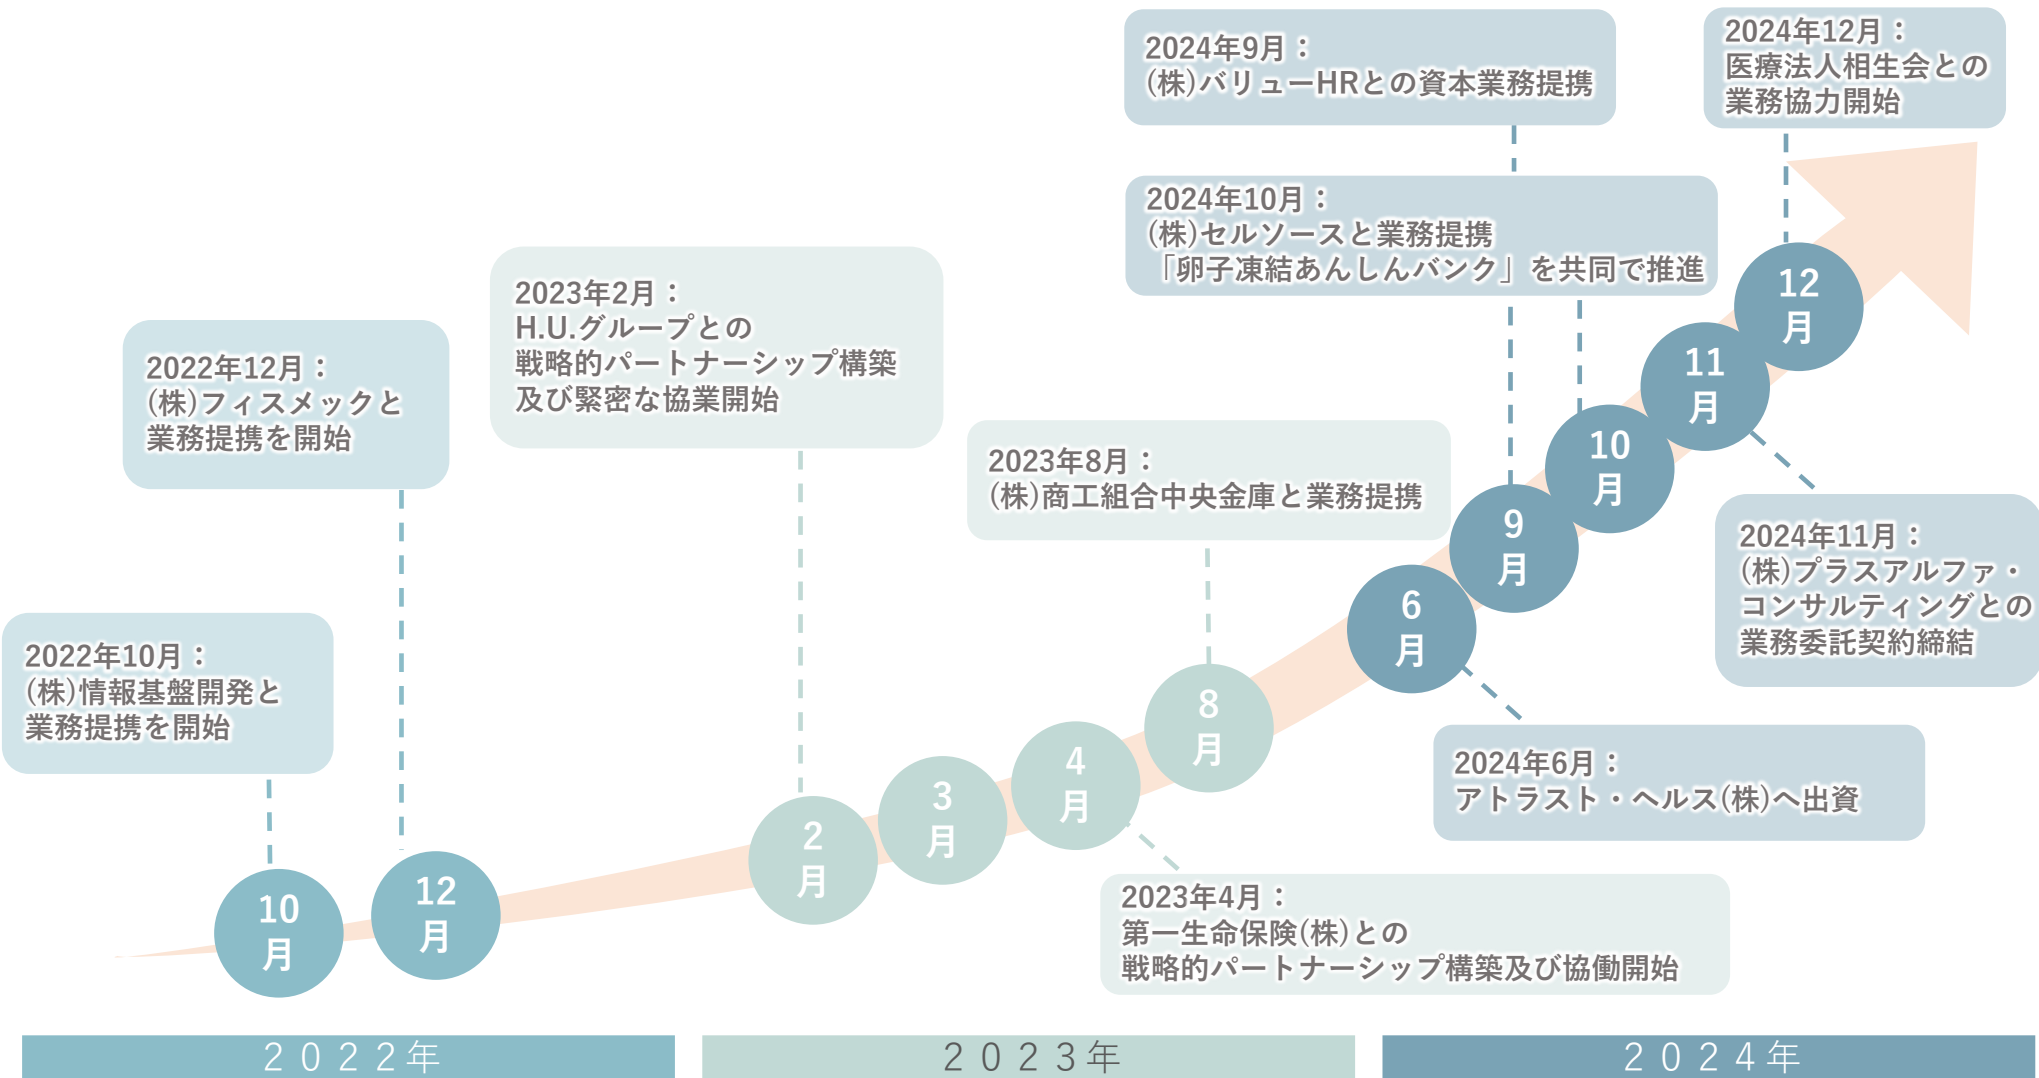 2022年10月：
(株)情報基盤開発と
業務提携を開始
2022年12月：
(株)フィスメックと
業務提携を開始
2023年2月：
H.U.グループとの
戦略的パートナーシップ構築
及び緊密な協業開始
2023年8月：
(株)商工組合中央金庫と業務提携
2024年9月：
(株)バリューHRとの資本業務提携
2024年10月：
(株)セルソースと業務提携
「卵子凍結あんしんバンク」を共同で推進
2024年12月：
医療法人相生会との
業務協力開始
2024年11月：
(株)プラスアルファ・
コンサルティングとの
業務委託契約締結
2024年6月：
アトラスト・ヘルス(株)へ出資
2023年4月：
第一生命保険(株)との
戦略的パートナーシップ構築及び協働開始
10
月
12
月
2
月
3
月
4
月
8
月
6
月
9
月
10
月
11
月
12
月
２０２２年
２０２３年
２０２４年